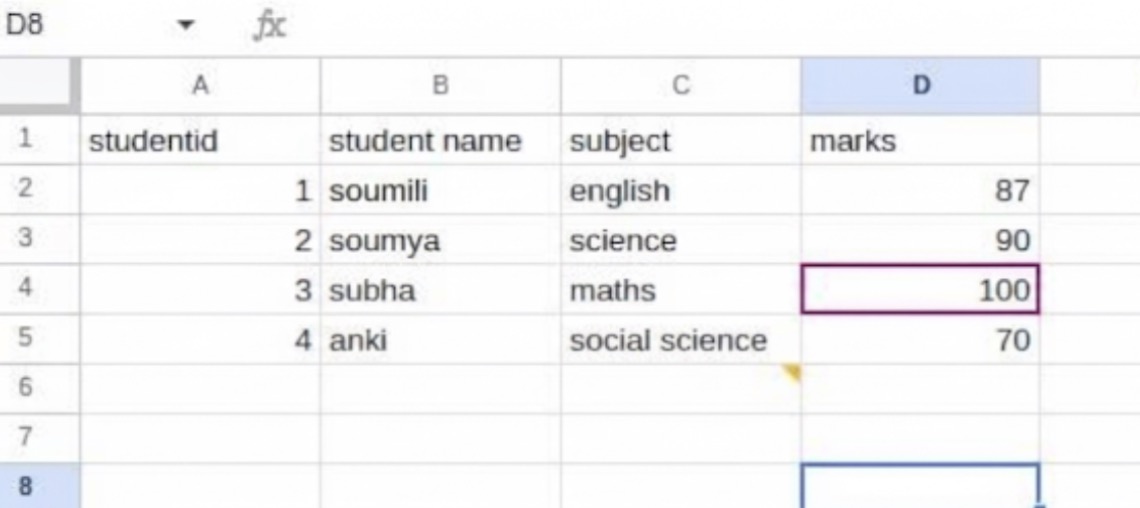 D8 fx
A B C D
1 studentid student name subject marks
2 1 soumili english 87
3 2 soumya science 90
4 3 subha maths 100
5 4 anki social science 70
6
7
8